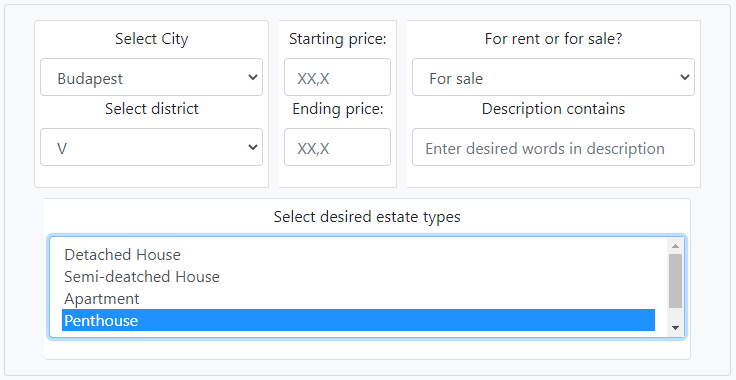 Select City
Budapest
Select district
V
Starting price:
XX,X
Ending price:
XX,X
For rent or for sale?
For sale
Description contains
Enter desired words in description
Select desired estate types
Detached House
Semi-deatched House
Apartment
Penthouse